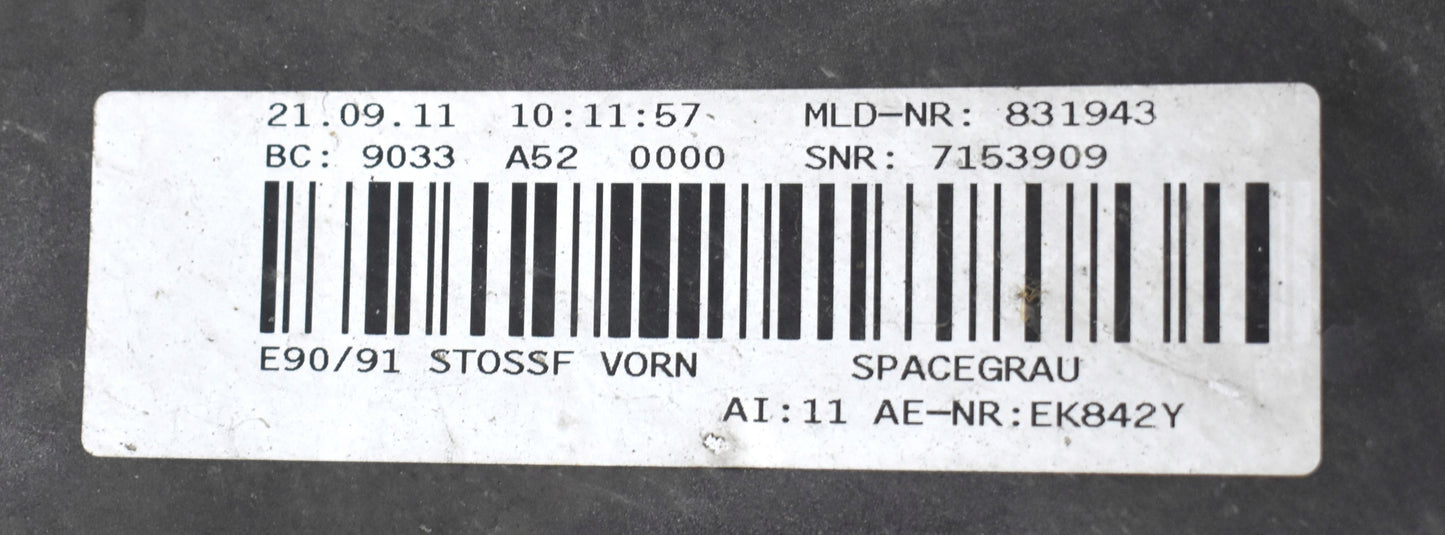 21.09.11 10:11:57 MLD-NR: 831943
BC: 9033 A52 0000 SNR: 7153909
E90/91 STOSSF VORN SPACEGRAU
AI:11 AE-NR:EK842Y